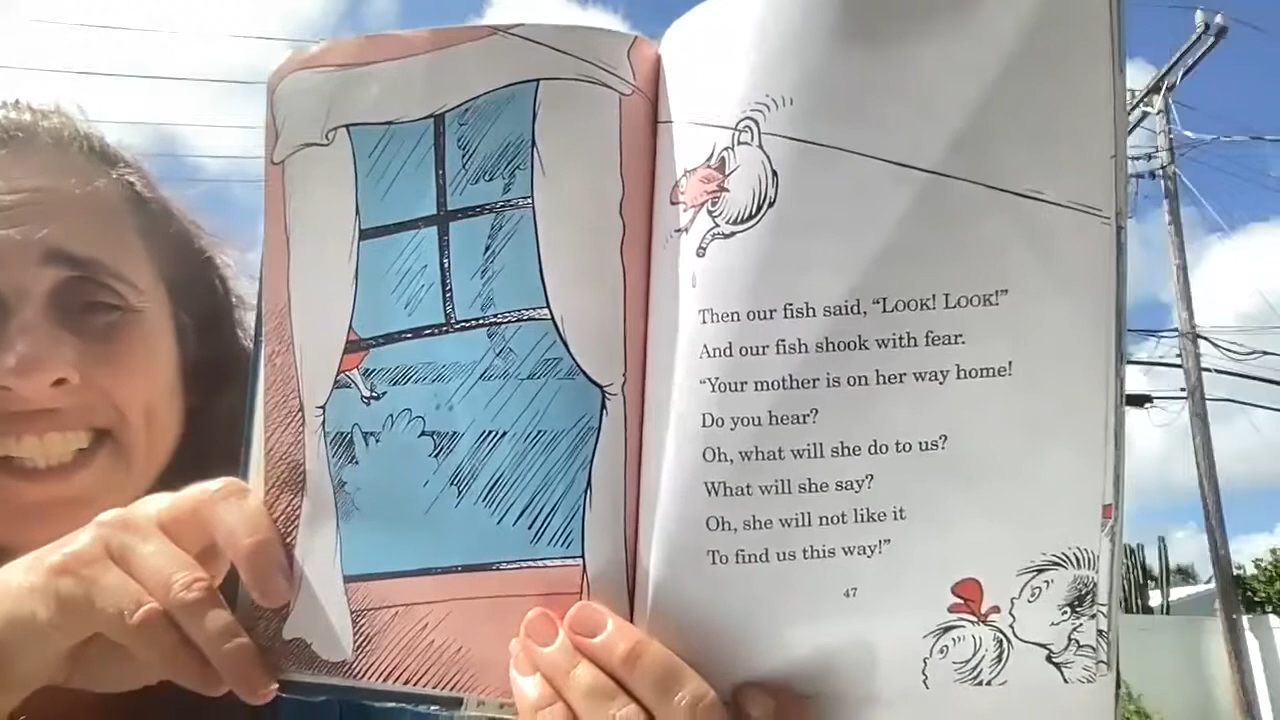 Then our fish said, “LOOK! LOOK!”
And our fish shook with fear.
“Your mother is on her way home!
Do you hear?
Oh, what will she do to us?
What will she say?
Oh, she will not like it
To find us this way!”
47